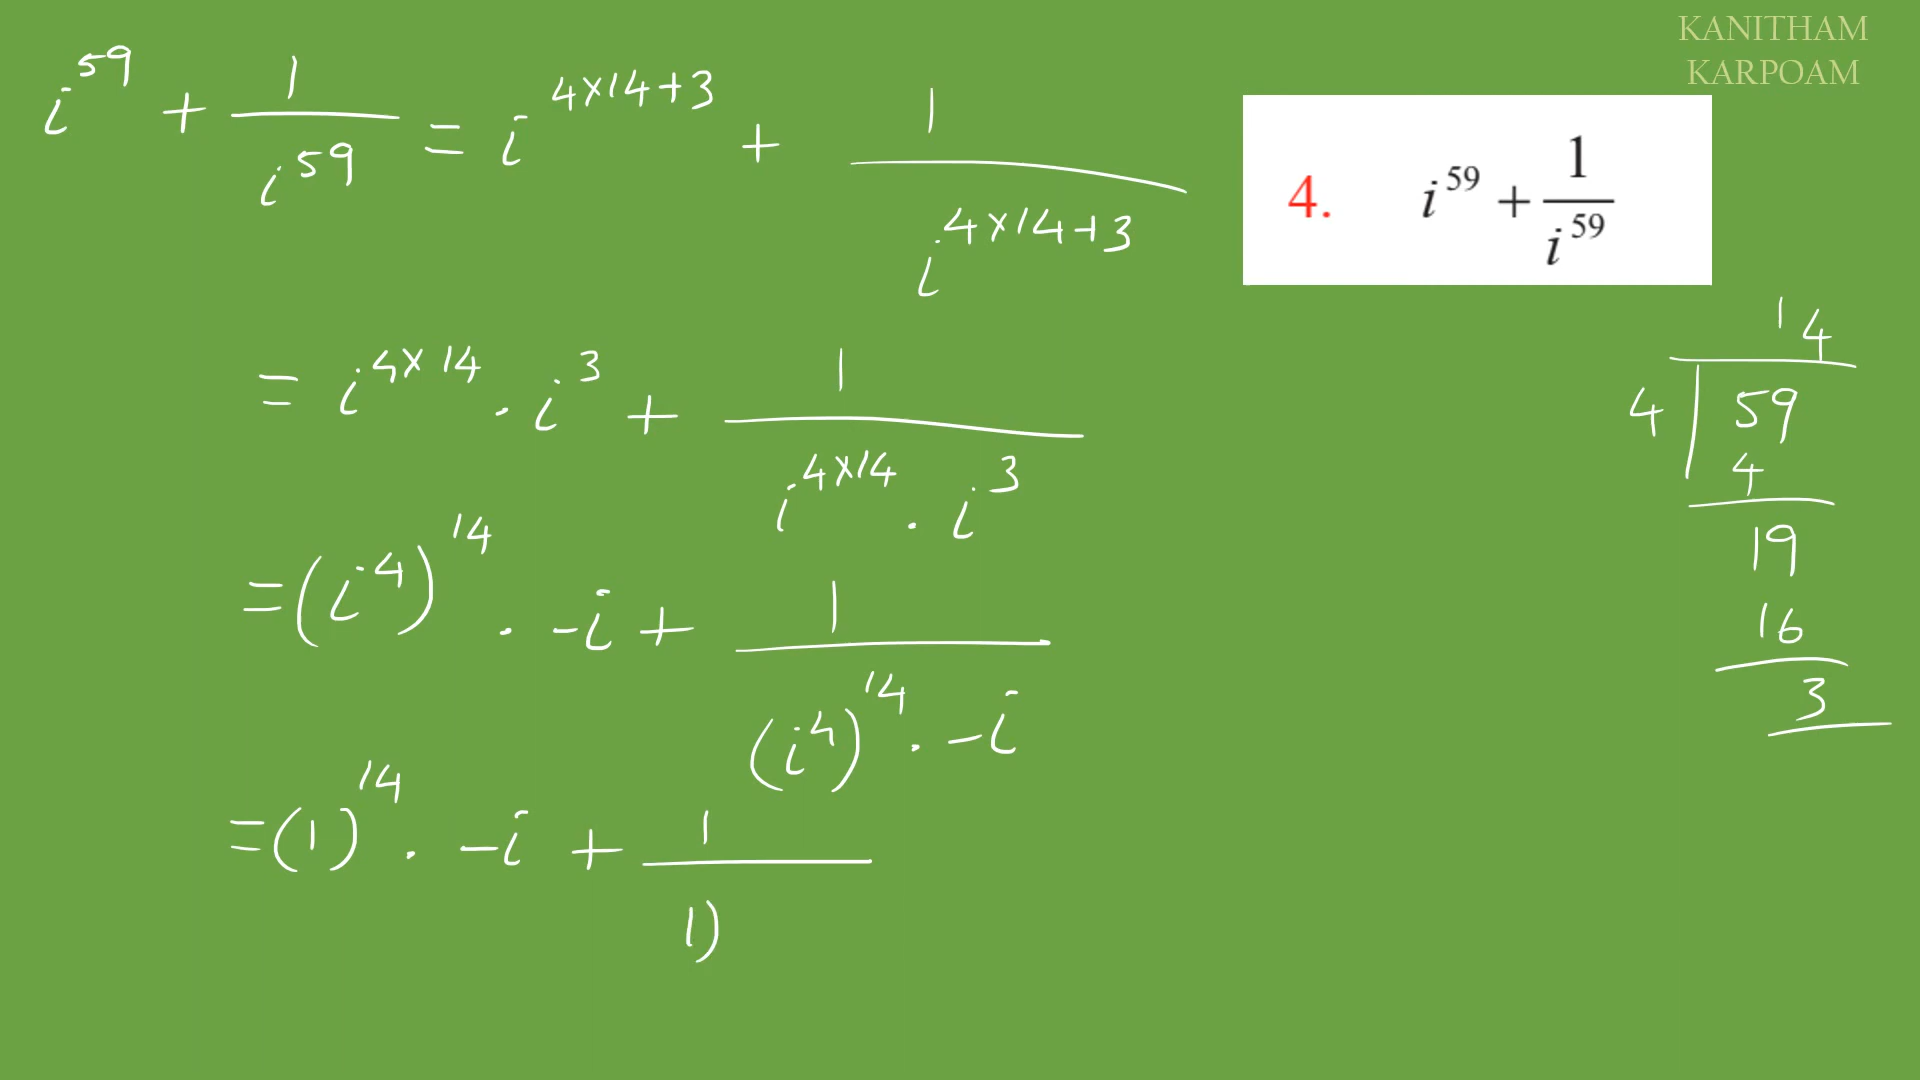 KANITHAM
KARPOAM
i^59 + 1/i^59 = i^(4×14+3) + 1/i^(4×14+3)
4. i^59 + 1/i^59
= i^(4×14) . i^3 + 1/(i^(4×14) . i^3)
= (i^4)^14 . -i + 1/((i^4)^14 . -i)
= (1)^14 . -i + 1/1)
14
4 59
4
19
16
3